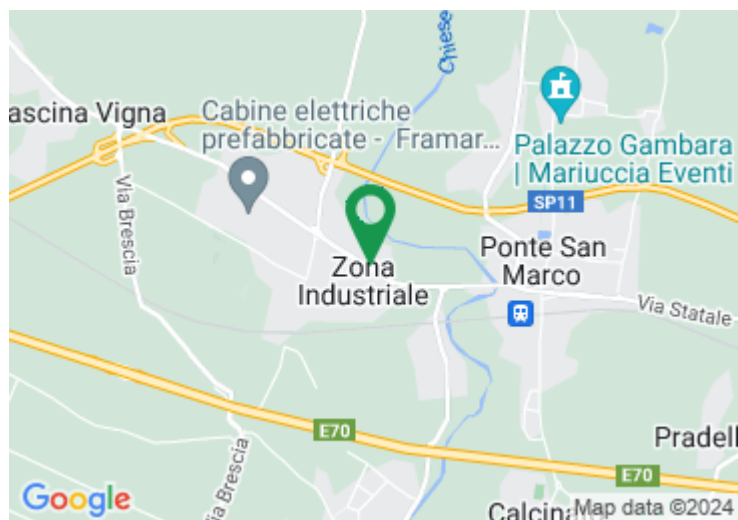 Chiese
ascina Vigna
Cabine elettriche
prefabbricate - Framar...
Palazzo Gambara
| Mariuccia Eventi
SP11
Via Brescia
Zona
Industriale
Ponte San
Marco
Via Statale
E70
Pradell
E70
Via Brescia
Google
Calcina
Map data ©2024